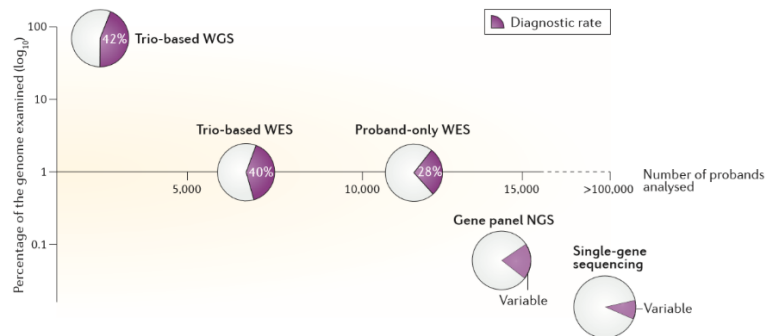 Diagnostic rate
Percentage of the genome examined (log10)
100
10
1
0.1
42%
Trio-based WGS
Trio-based WES
40%
Proband-only WES
28%
5,000
10,000
15,000
>100,000
Number of probands
analysed
Gene panel NGS
Variable
Single-gene
sequencing
Variable